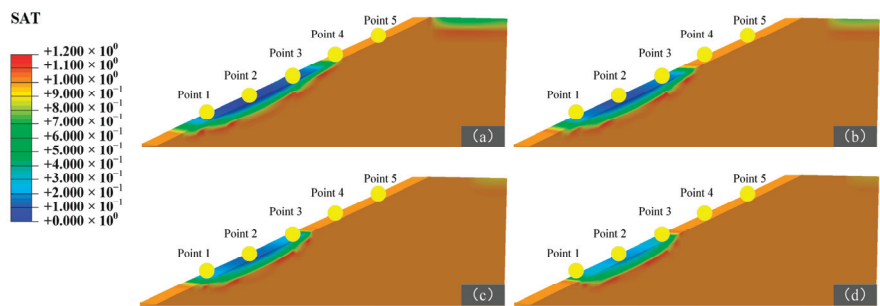 SAT
+1.200 × 10⁰
+1.100 × 10⁰
+1.000 × 10⁰
+9.000 × 10⁻¹
+8.000 × 10⁻¹
+7.000 × 10⁻¹
+6.000 × 10⁻¹
+5.000 × 10⁻¹
+4.000 × 10⁻¹
+3.000 × 10⁻¹
+2.000 × 10⁻¹
+1.000 × 10⁻¹
+0.000 × 10⁰
Point 5
Point 4
Point 3
Point 2
Point 1
(a)
Point 5
Point 4
Point 3
Point 2
Point 1
(b)
Point 5
Point 4
Point 3
Point 2
Point 1
(c)
Point 5
Point 4
Point 3
Point 2
Point 1
(d)